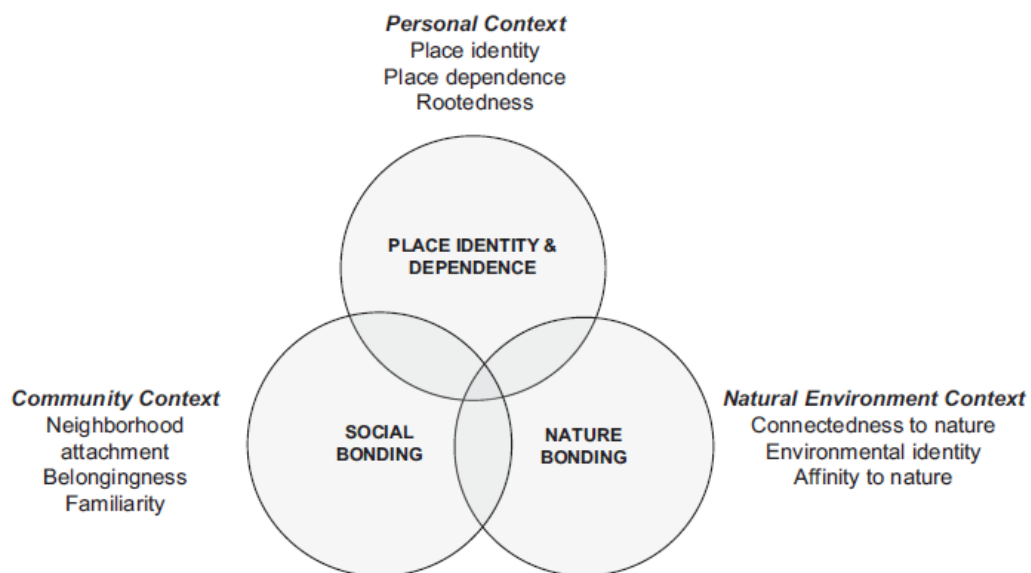 Personal Context
Place identity
Place dependence
Rootedness
PLACE IDENTITY &
DEPENDENCE
Community Context
Neighborhood
attachment
Belongingness
Familiarity
SOCIAL
BONDING
NATURE
BONDING
Natural Environment Context
Connectedness to nature
Environmental identity
Affinity to nature